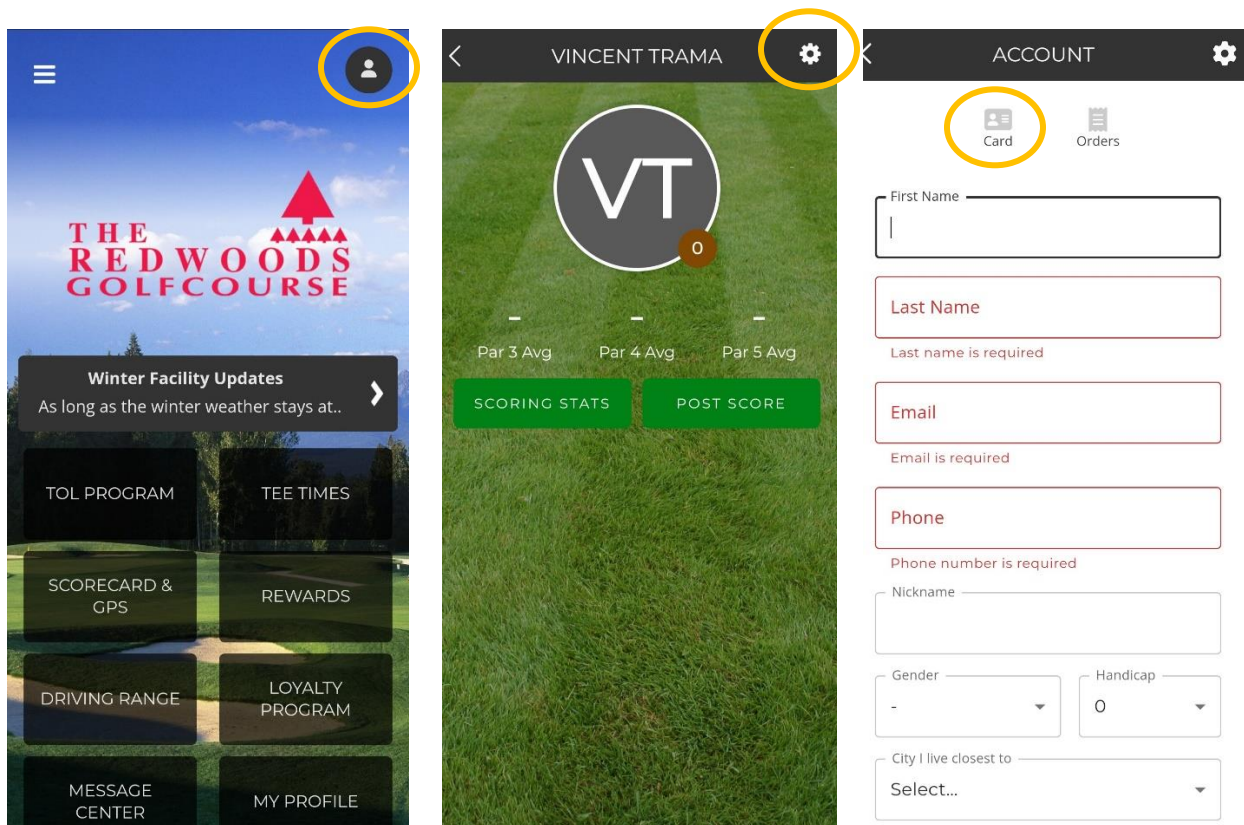 THE
REDWOODS
GOLFCOURSE
Winter Facility Updates
As long as the winter weather stays at..
TOL PROGRAM
TEE TIMES
SCORECARD &
GPS
REWARDS
DRIVING RANGE
LOYALTY
PROGRAM
MESSAGE
CENTER
MY PROFILE
VINCENT TRAMA
VT
0
-
-
-
Par 3 Avg
Par 4 Avg
Par 5 Avg
SCORING STATS
POST SCORE
ACCOUNT
Card
Orders
First Name
Last Name
Last name is required
Email
Email is required
Phone
Phone number is required
Nickname
Gender
-
Handicap
0
City I live closest to
Select...